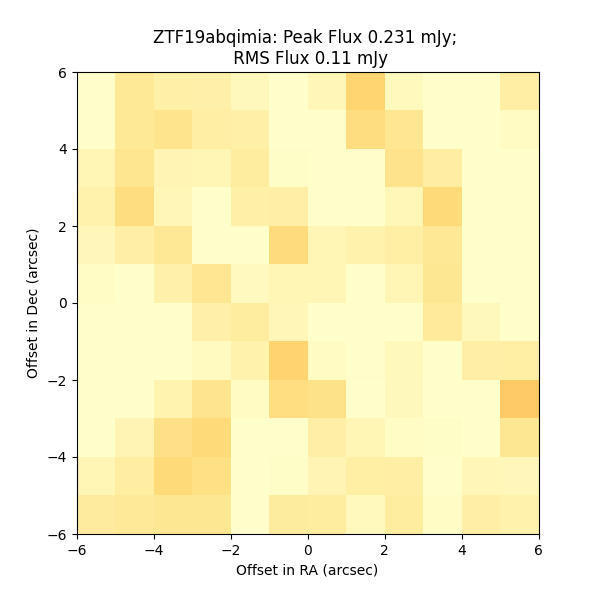 ZTF19abqimia: Peak Flux 0.231 mJy;
RMS Flux 0.11 mJy
6
4
2
0
−2
−4
−6
Offset in Dec (arcsec)
−6 −4 −2 0 2 4 6
Offset in RA (arcsec)